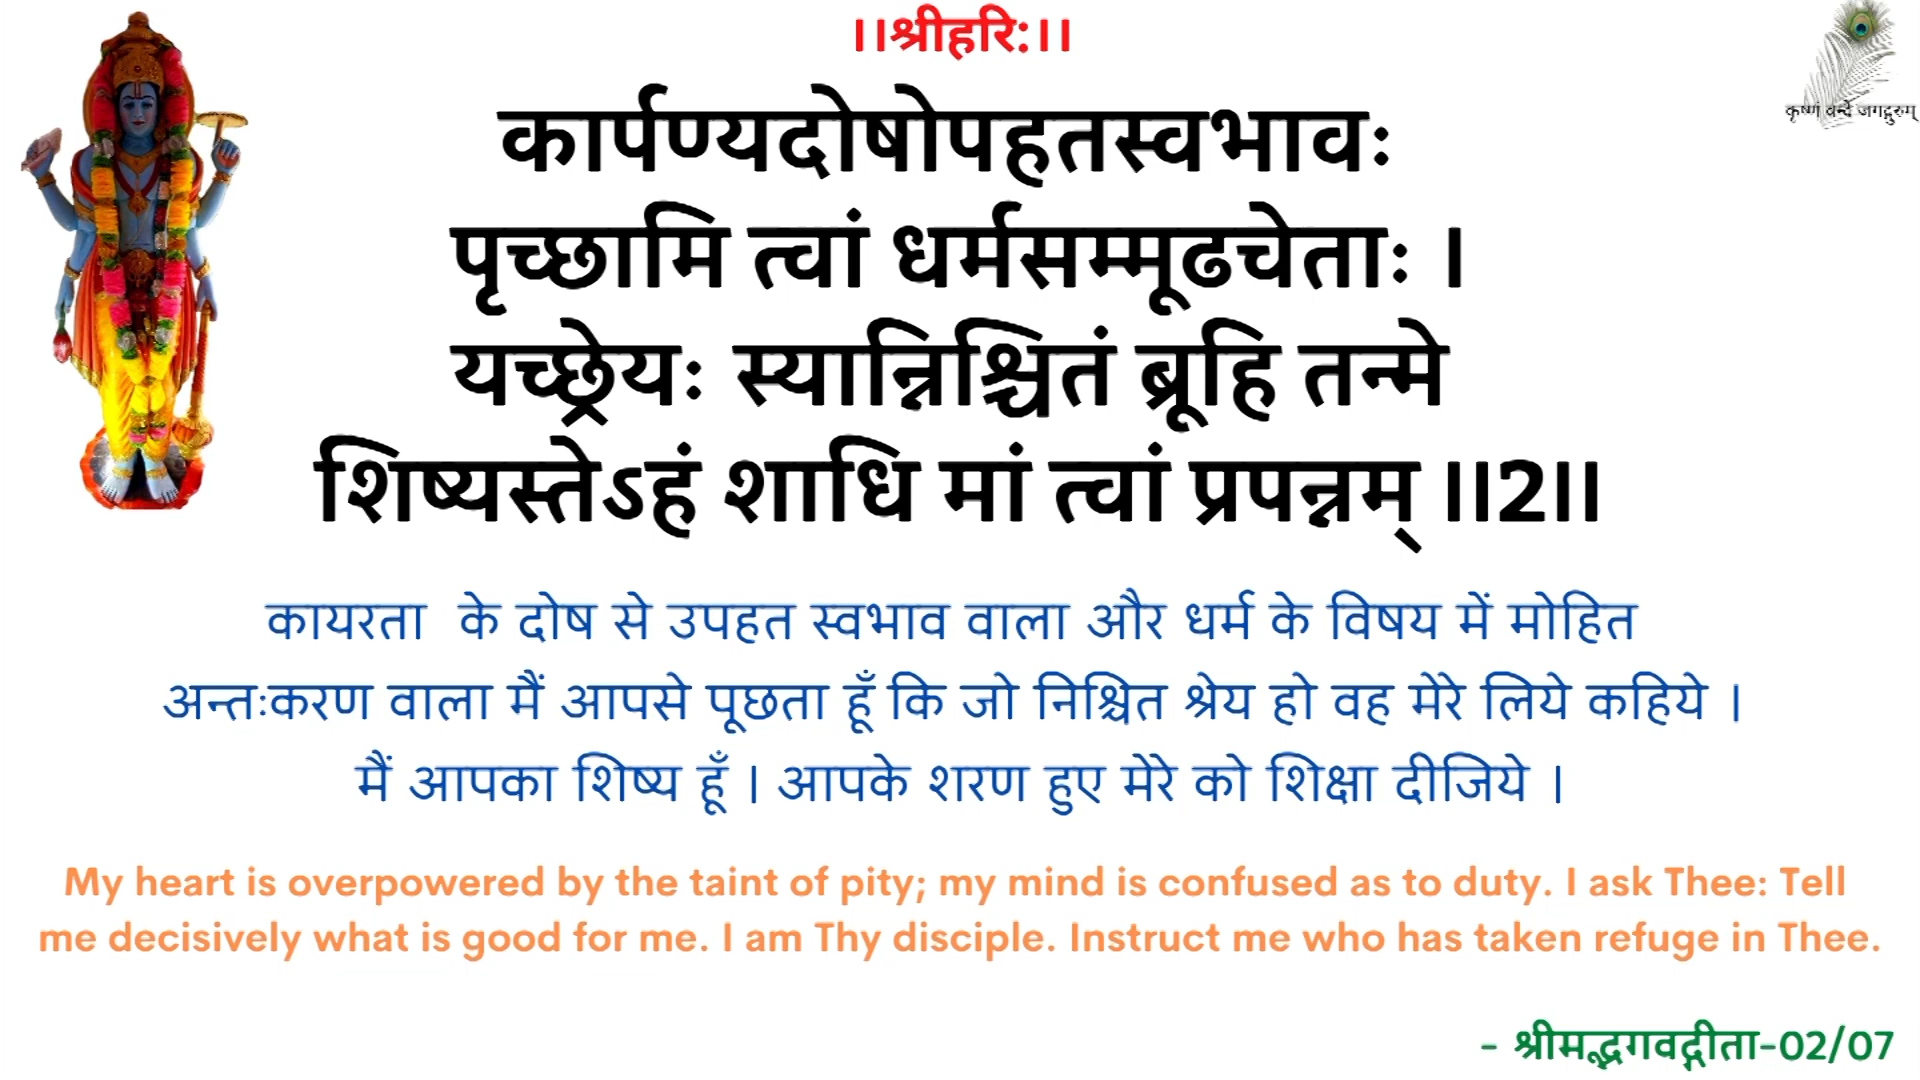 ।।श्रीहरि:।।
कृष्णं वन्दे जगद्गुरुम्
कार्पण्यदोषोपहतस्वभावः
पृच्छामि त्वां धर्मसम्मूढचेताः ।
यच्छ्रेयः स्यान्निश्चितं ब्रूहि तन्मे
शिष्यस्तेऽहं शाधि मां त्वां प्रपन्नम् ।।2।।
कायरता के दोष से उपहत स्वभाव वाला और धर्म के विषय में मोहित
अन्तःकरण वाला मैं आपसे पूछता हूँ कि जो निश्चित श्रेय हो वह मेरे लिये कहिये ।
मैं आपका शिष्य हूँ । आपके शरण हुए मेरे को शिक्षा दीजिये ।
My heart is overpowered by the taint of pity; my mind is confused as to duty. I ask Thee: Tell
me decisively what is good for me. I am Thy disciple. Instruct me who has taken refuge in Thee.
- श्रीमद्भगवद्गीता-02/07